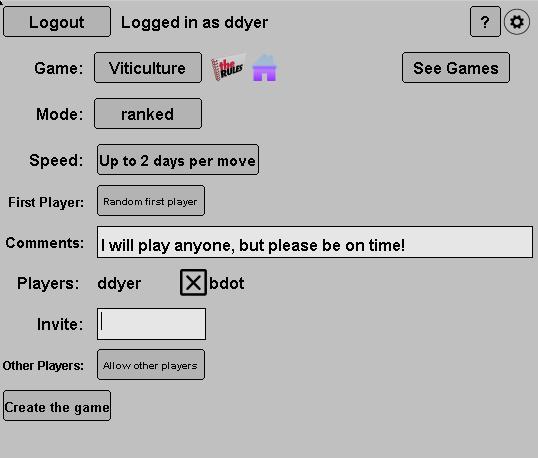 Logout Logged in as ddyer ?
Game: Viticulture the RULES See Games
Mode: ranked
Speed: Up to 2 days per move
First Player: Random first player
Comments: I will play anyone, but please be on time!
Players: ddyer bdot
Invite:
Other Players: Allow other players
Create the game